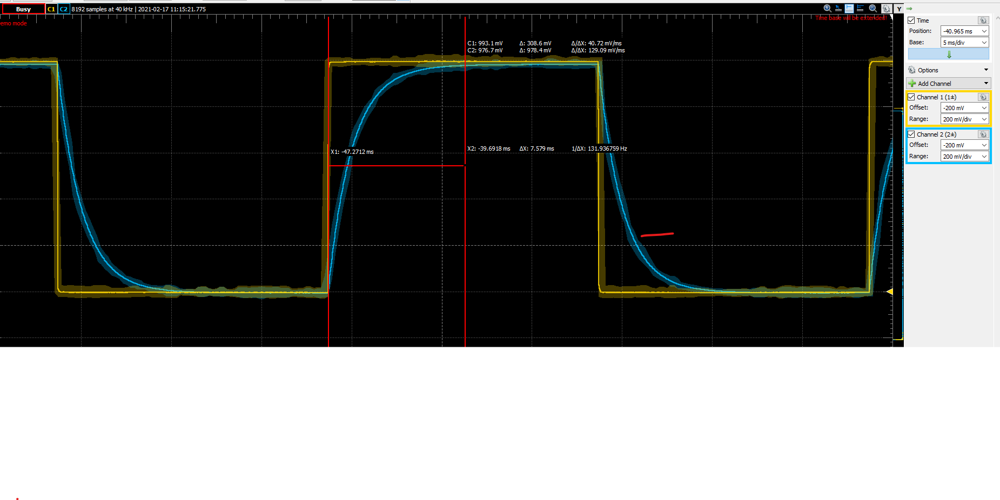 Busy C1 C2 8192 samples at 40 kHz | 2021-02-17 11:15:21.775 Y
emo mode
Time base will be extended!
C1: 993.1 mV Δ: 308.6 mV Δ/ΔX: 40.72 mV/ms
C2: 976.7 mV Δ: 978.4 mV Δ/ΔX: 129.09 mV/ms
X1: -47.2712 ms
X2: -39.6918 ms ΔX: 7.579 ms 1/ΔX: 131.936759 Hz
Time
Position: -40.965 ms
Base: 5 ms/div
Options
Add Channel
Channel 1 (1±)
Offset: -200 mV
Range: 200 mV/div
Channel 2 (2±)
Offset: -200 mV
Range: 200 mV/div